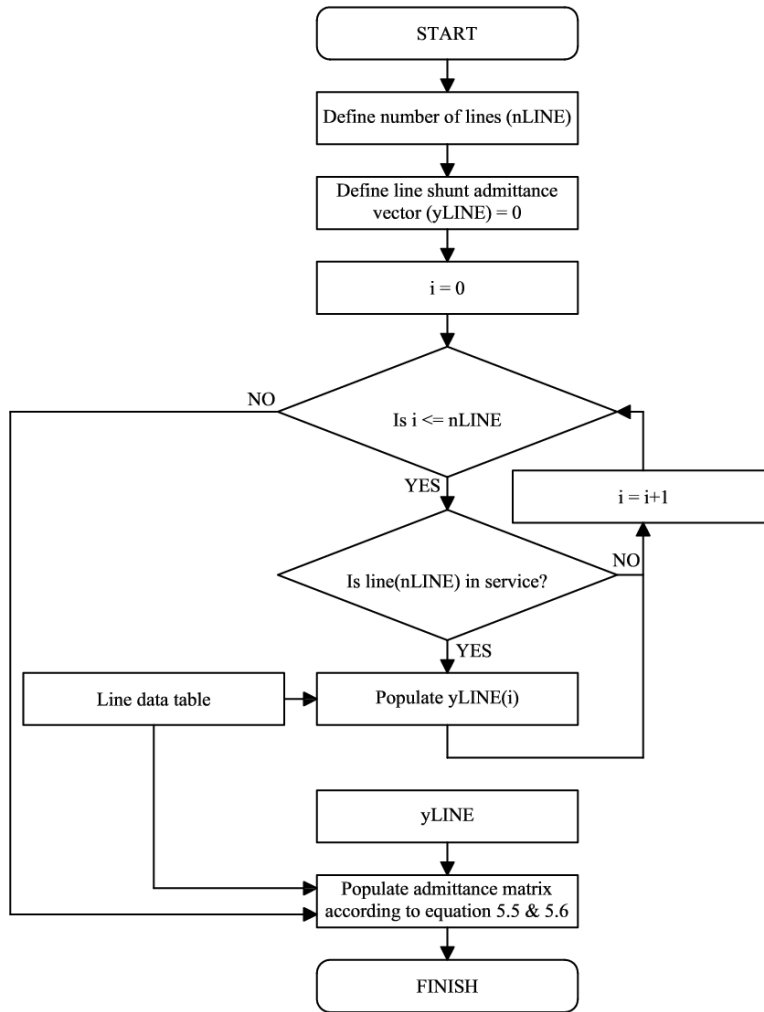 START
Define number of lines (nLINE)
Define line shunt admittance
vector (yLINE) = 0
i = 0
NO
Is i <= nLINE
YES
i = i+1
NO
Is line(nLINE) in service?
YES
Line data table
Populate yLINE(i)
yLINE
Populate admittance matrix
according to equation 5.5 & 5.6
FINISH